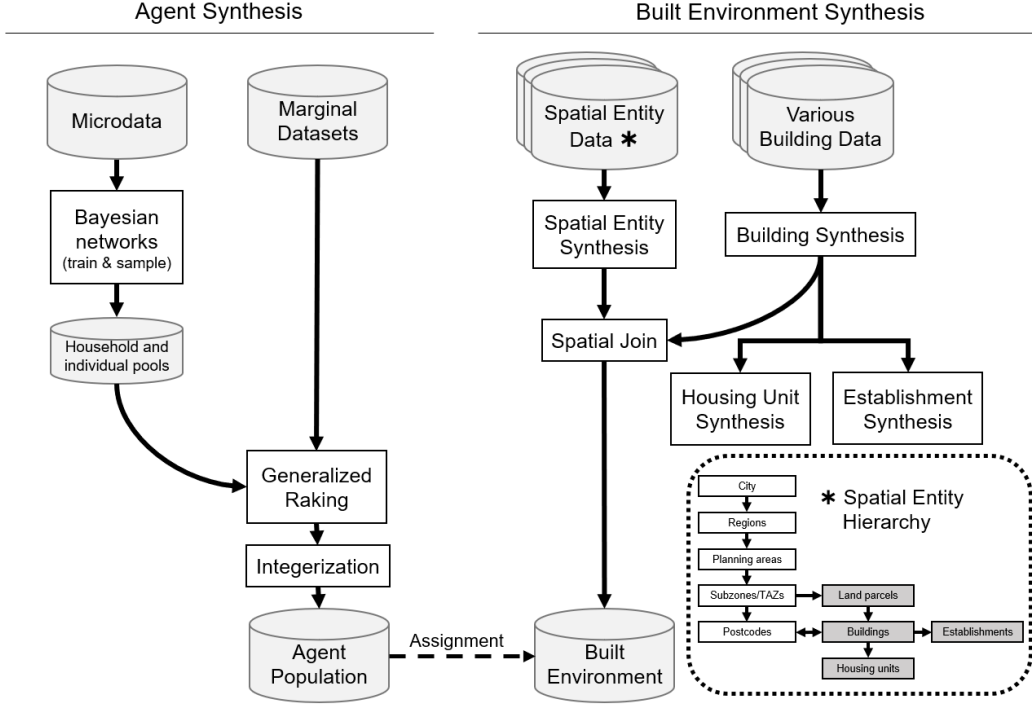 Agent Synthesis
Built Environment Synthesis
Microdata
Marginal
Datasets
Spatial Entity
Data *
Various
Building Data
Bayesian
networks
(train & sample)
Spatial Entity
Synthesis
Building Synthesis
Household and
individual pools
Spatial Join
Housing Unit
Synthesis
Establishment
Synthesis
Generalized
Raking
Integerization
Agent
Population
Assignment
Built
Environment
* Spatial Entity
Hierarchy
City
Regions
Planning areas
Subzones/TAZs
Land parcels
Postcodes
Buildings
Establishments
Housing units